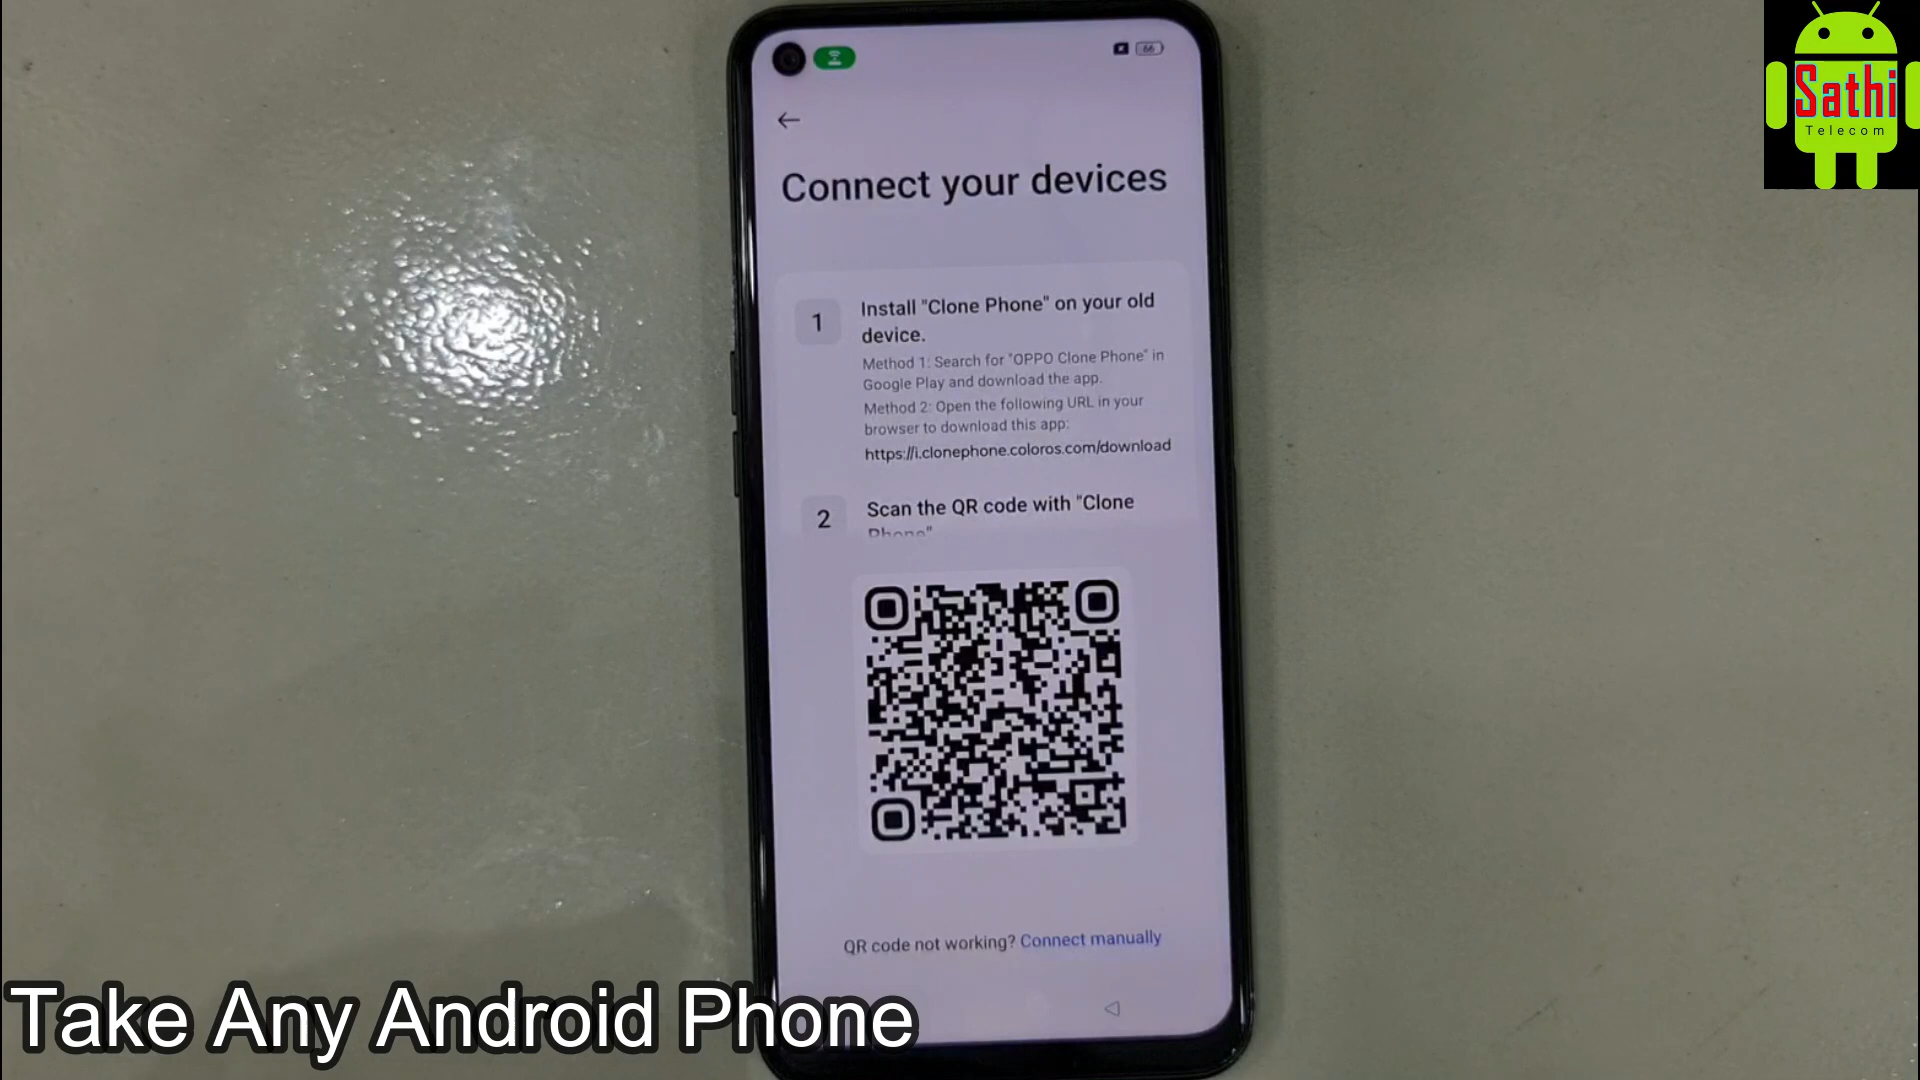 66
Sathi
Telecom
Connect your devices
1
Install "Clone Phone" on your old
device.
Method 1: Search for "OPPO Clone Phone" in
Google Play and download the app.
Method 2: Open the following URL in your
browser to download this app:
https://i.clonephone.coloros.com/download
2
Scan the QR code with "Clone
Phone"
QR code not working? Connect manually
Take Any Android Phone